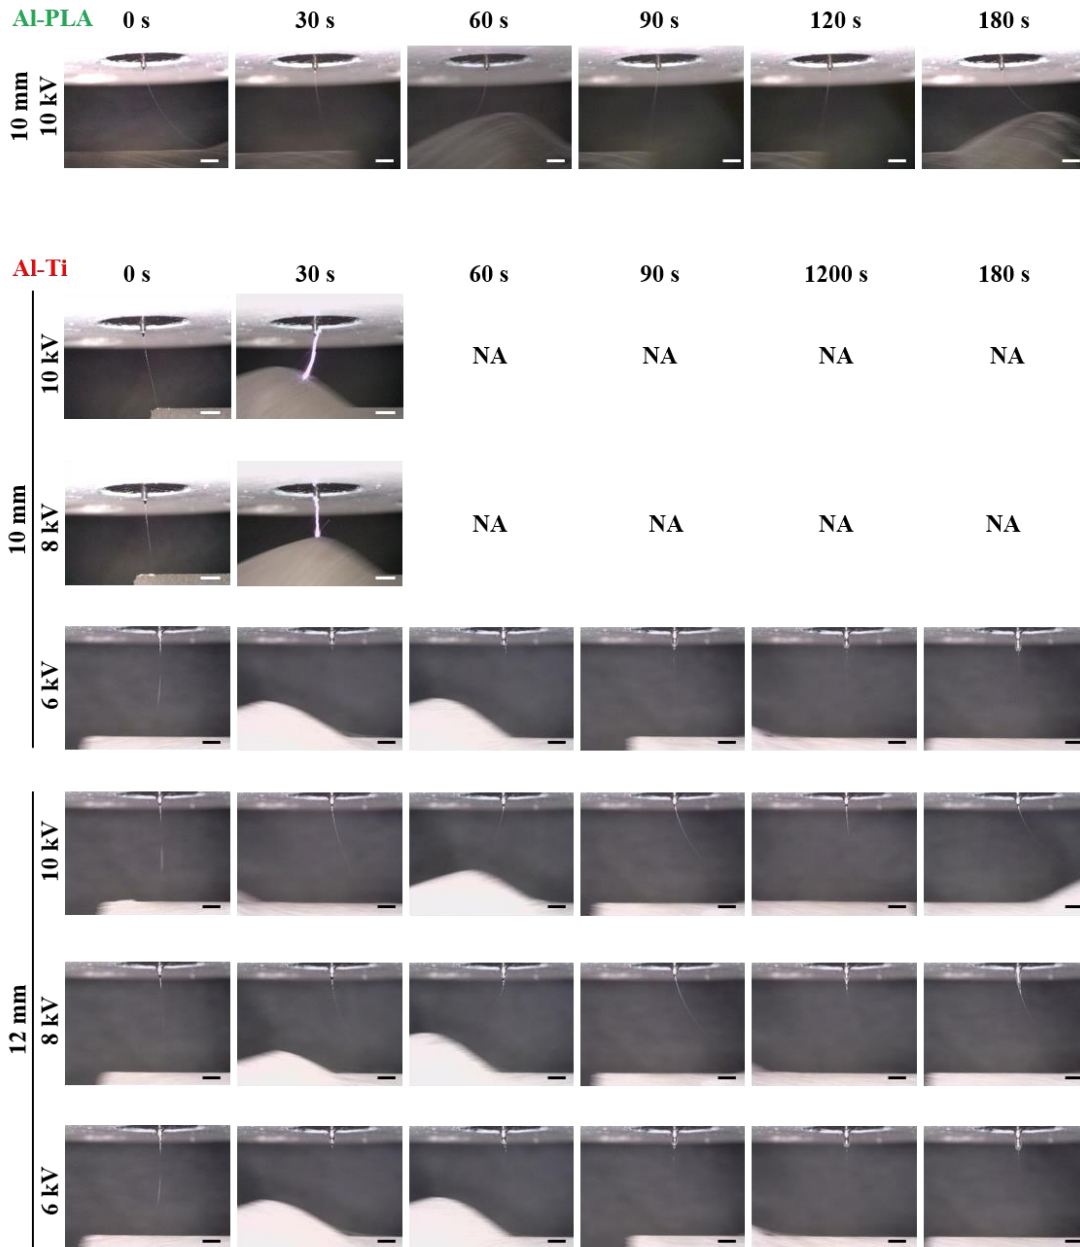 Al-PLA 0 s 30 s 60 s 90 s 120 s 180 s
10 mm
10 kV
Al-Ti 0 s 30 s 60 s 90 s 1200 s 180 s
10 mm
10 kV NA NA NA NA
8 kV NA NA NA NA
6 kV
12 mm
10 kV
8 kV
6 kV